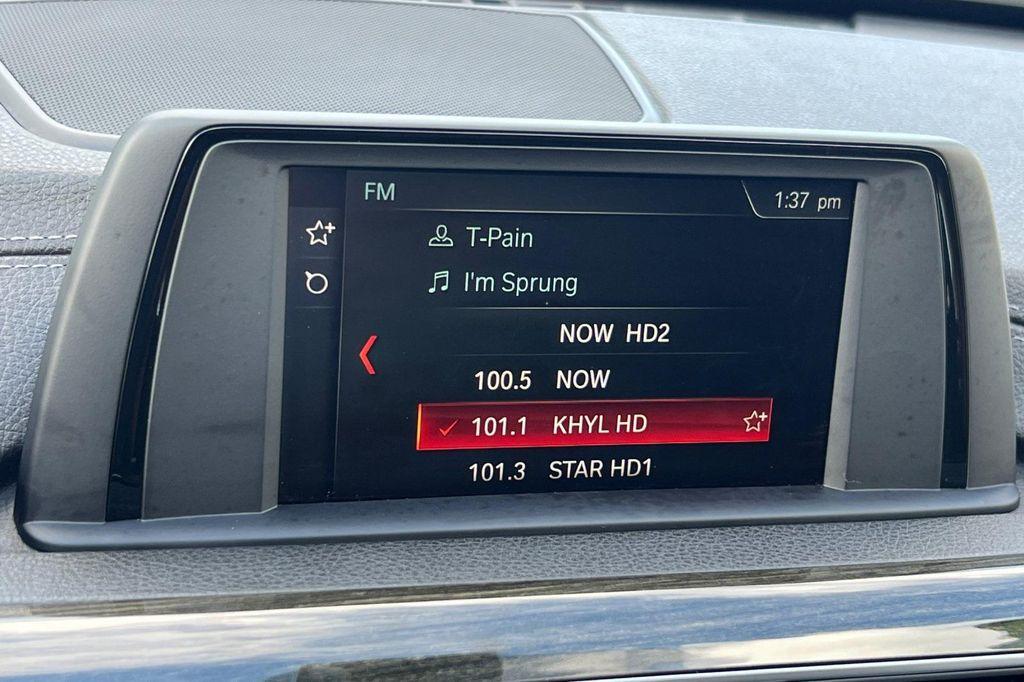 FM
1:37 pm
T-Pain
I'm Sprung
NOW HD2
100.5 NOW
101.1 KHYL HD
101.3 STAR HD1